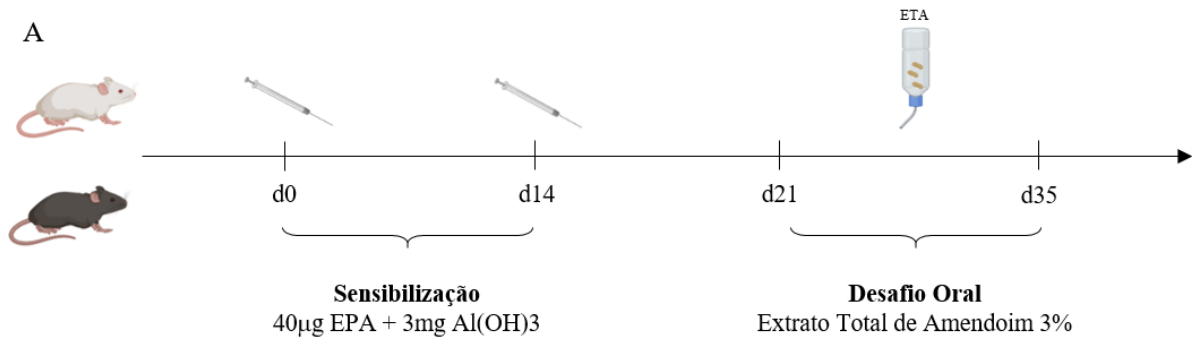 A
ETA
d0
d14
d21
d35
Sensibilização
40μg EPA + 3mg Al(OH)3
Desafio Oral
Extrato Total de Amendoim 3%